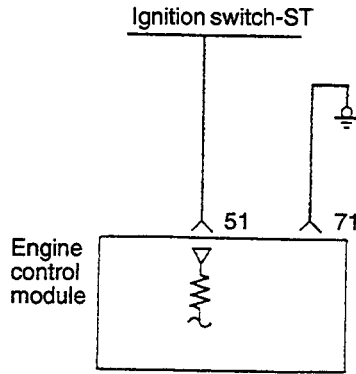 Ignition switch-ST
51
71
Engine
control
module